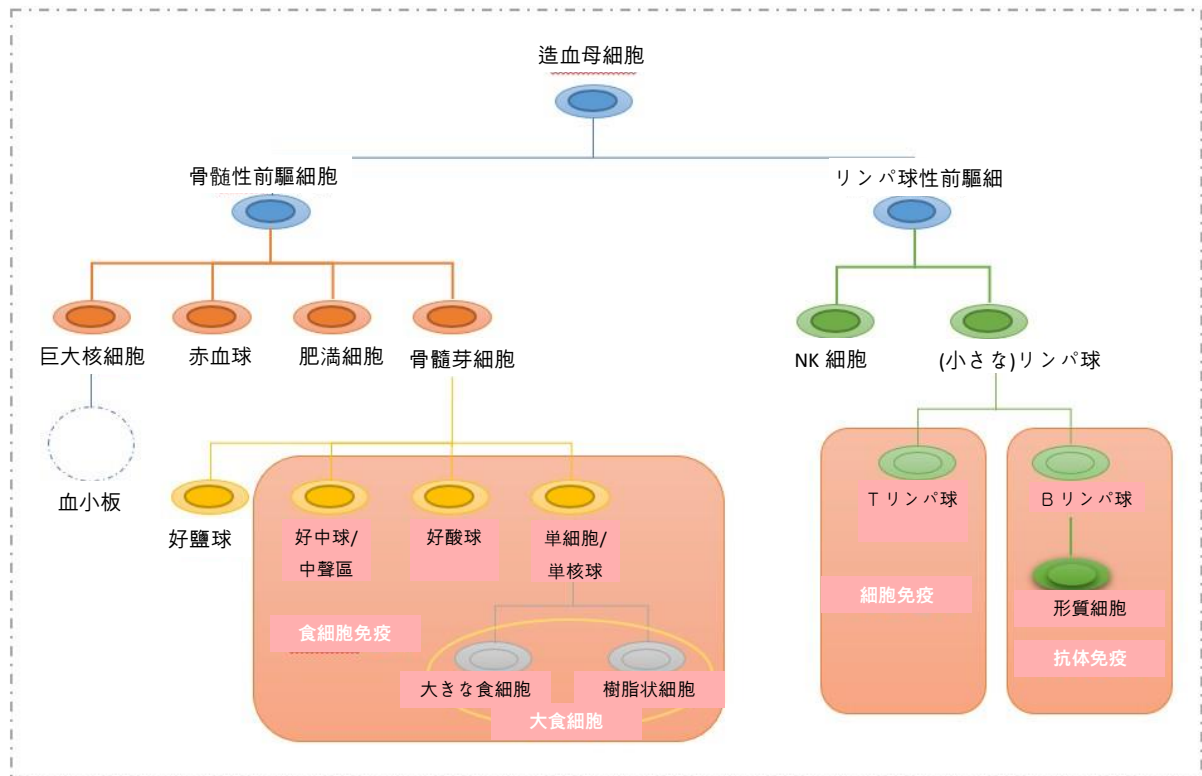 造血母細胞
骨髄性前驅細胞
リンパ球性前驅細
巨大核細胞
赤血球
肥満細胞
骨髓芽細胞
NK 細胞
(小さな)リンパ球
血小板
好鹽球
好中球/
中聲區
好酸球
単細胞/
単核球
Tリンパ球
Bリンパ球
細胞免疫
形質細胞
食細胞免疫
抗体免疫
大きな食細胞
樹脂状細胞
大食細胞